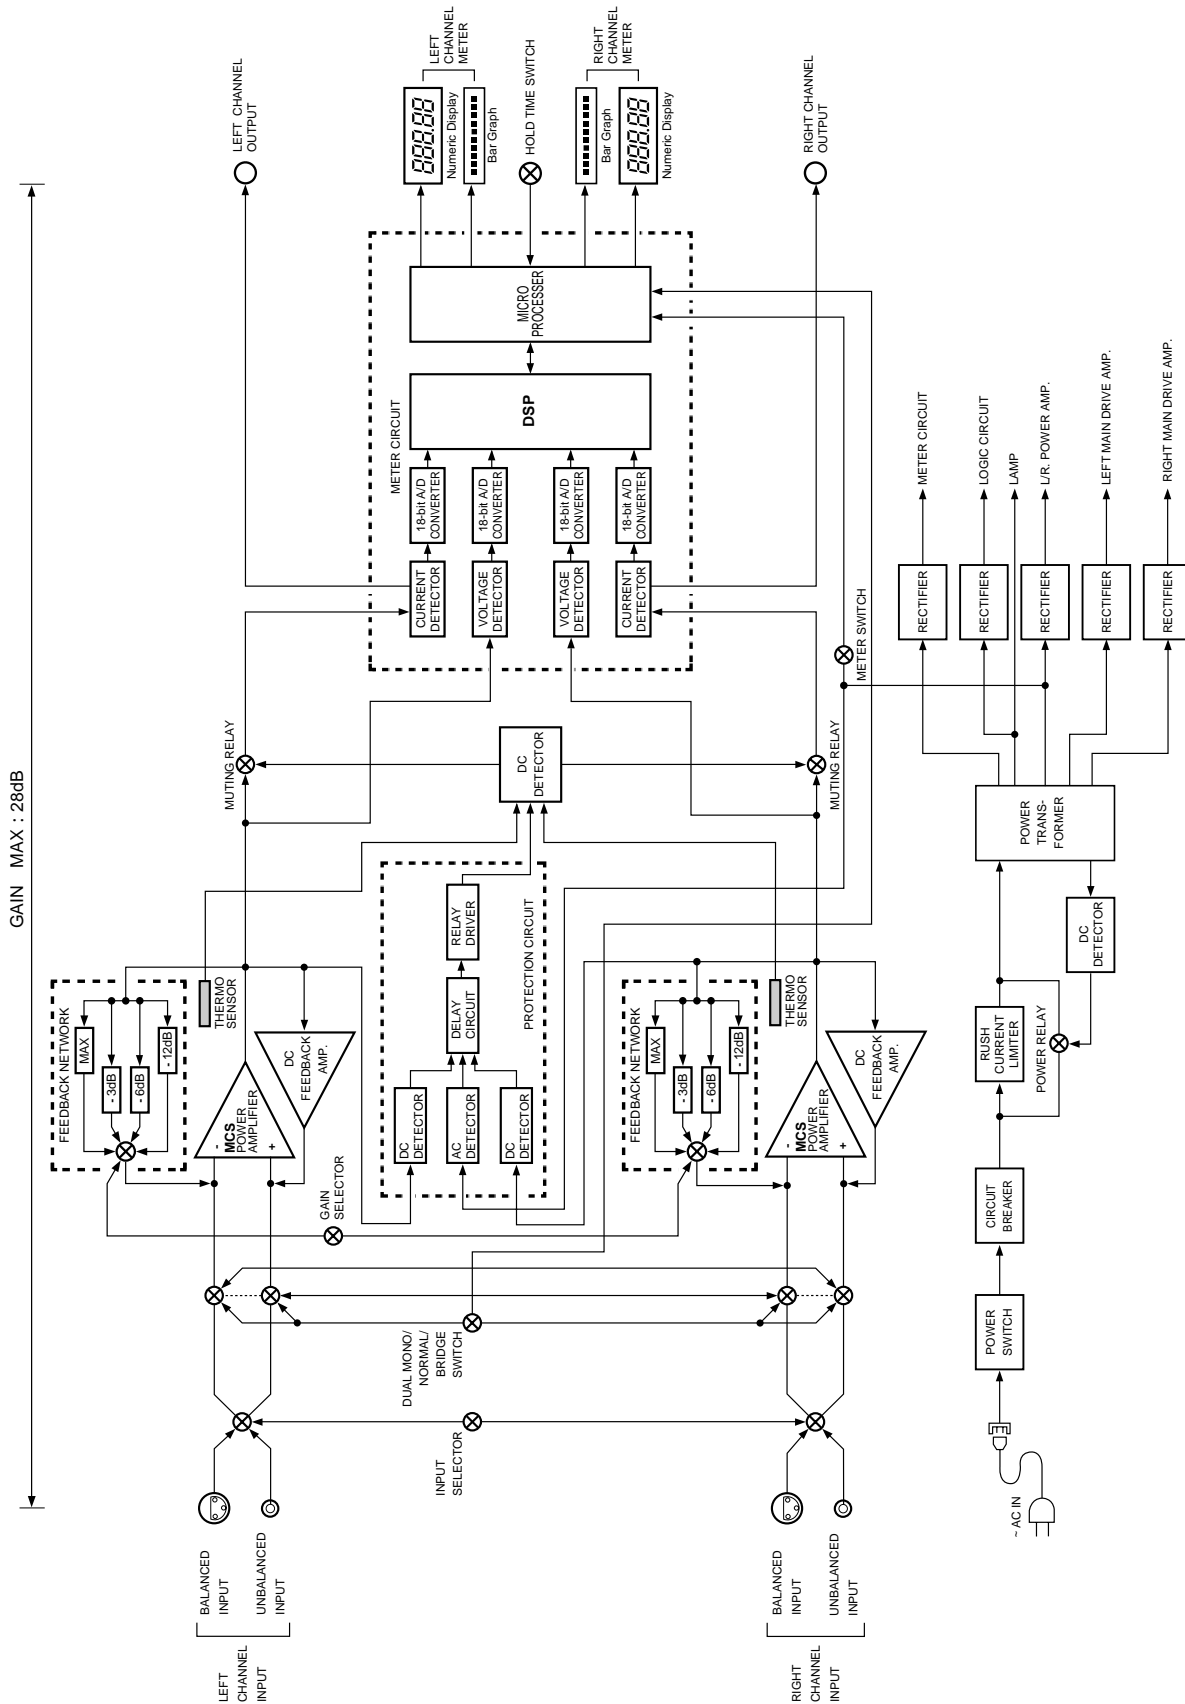 GAIN MAX : 28dB
LEFT
CHANNEL
INPUT
BALANCED
INPUT
UNBALANCED
INPUT
FEEDBACK NETWORK
MAX
- 3dB
- 6dB
- 12dB
-
MCS
POWER
AMPLIFIER
+
THERMO
SENSOR
DC
FEEDBACK
AMP.
MUTING RELAY
LEFT CHANNEL
OUTPUT
INPUT
SELECTOR
DUAL MONO/
NORMAL/
BRIDGE
SWITCH
GAIN
SELECTOR
DC
DETECTOR
AC
DETECTOR
DC
DETECTOR
DELAY
CIRCUIT
RELAY
DRIVER
PROTECTION CIRCUIT
DC
DETECTOR
METER CIRCUIT
CURRENT
DETECTOR
18-bit A/D
CONVERTER
VOLTAGE
DETECTOR
18-bit A/D
CONVERTER
VOLTAGE
DETECTOR
18-bit A/D
CONVERTER
CURRENT
DETECTOR
18-bit A/D
CONVERTER
DSP
MICRO
PROCESSER
888.88
Numeric Display
Bar Graph
LEFT
CHANNEL
METER
HOLD TIME SWITCH
Bar Graph
888.88
Numeric Display
RIGHT
CHANNEL
METER
RIGHT
CHANNEL
INPUT
BALANCED
INPUT
UNBALANCED
INPUT
FEEDBACK NETWORK
MAX
- 3dB
- 6dB
- 12dB
-
MCS
POWER
AMPLIFIER
+
THERMO
SENSOR
DC
FEEDBACK
AMP.
MUTING RELAY
METER SWITCH
RIGHT CHANNEL
OUTPUT
~ AC IN
POWER
SWITCH
CIRCUIT
BREAKER
RUSH
CURRENT
LIMITER
POWER RELAY
DC
DETECTOR
POWER
TRANS-
FORMER
RECTIFIER
METER CIRCUIT
RECTIFIER
LOGIC CIRCUIT
LAMP
RECTIFIER
L/R. POWER AMP.
RECTIFIER
LEFT MAIN DRIVE AMP.
RECTIFIER
RIGHT MAIN DRIVE AMP.